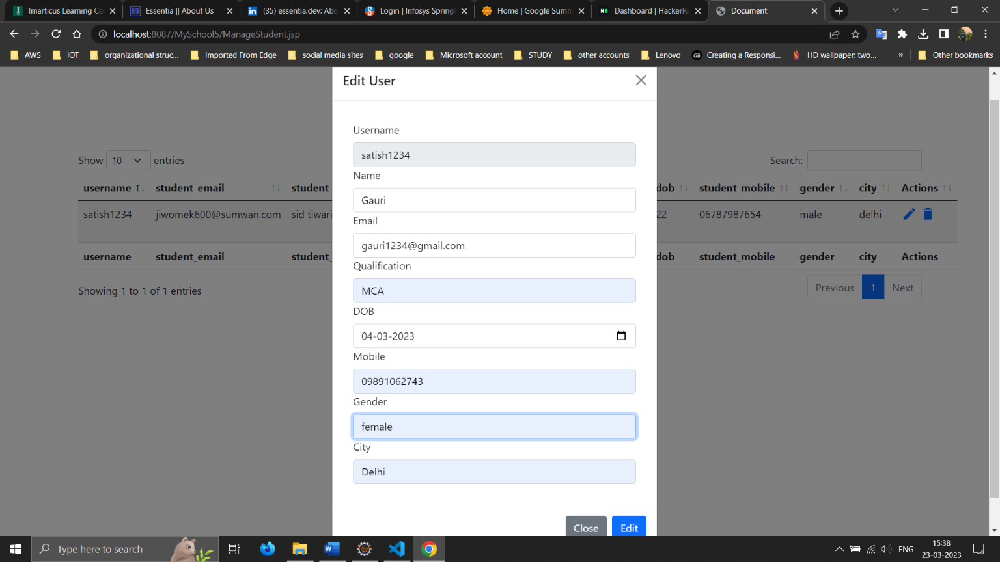 Imarticus Learning Co
Essentia || About Us
(35) essentia.dev: Abo
Login | Infosys Spring
Home | Google Summ
Dashboard | HackerRa
Document
localhost:8087/MySchool5/ManageStudent.jsp
AWS
IOT
organizational struc...
Imported From Edge
social media sites
google
Microsoft account
STUDY
other accounts
Lenovo
Creating a Responsi...
HD wallpaper: two...
»
Other bookmarks
Edit User
Username
satish1234
Name
Gauri
Email
gauri1234@gmail.com
Qualification
MCA
DOB
04-03-2023
Mobile
09891062743
Gender
female
City
Delhi
Close
Edit
Show 10 entries
Search:
username student_email student_ dob student_mobile gender city Actions
satish1234 jiwomek600@sumwan.com sid tiwari 22 06787987654 male delhi
username student_email student_ dob student_mobile gender city Actions
Showing 1 to 1 of 1 entries
Previous 1 Next
Type here to search
ENG
15:38
23-03-2023